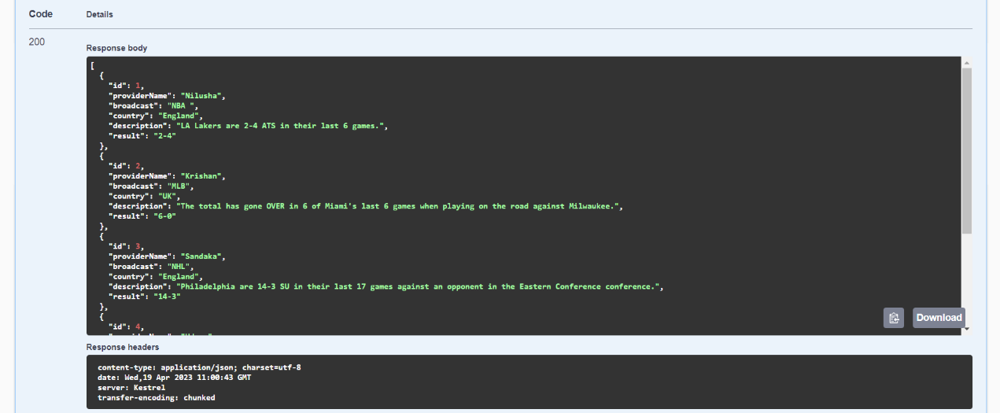 Code Details
200
Response body
[
{
"id": 1,
"providerName": "Nilusha",
"broadcast": "NBA ",
"country": "England",
"description": "LA Lakers are 2-4 ATS in their last 6 games.",
"result": "2-4"
},
{
"id": 2,
"providerName": "Krishan",
"broadcast": "MLB",
"country": "UK",
"description": "The total has gone OVER in 6 of Miami's last 6 games when playing on the road against Milwaukee.",
"result": "6-0"
},
{
"id": 3,
"providerName": "Sandaka",
"broadcast": "NHL",
"country": "England",
"description": "Philadelphia are 14-3 SU in their last 17 games against an opponent in the Eastern Conference conference.",
"result": "14-3"
},
{
"id": 4,
Download
Response headers
content-type: application/json; charset=utf-8
date: Wed,19 Apr 2023 11:00:43 GMT
server: Kestrel
transfer-encoding: chunked